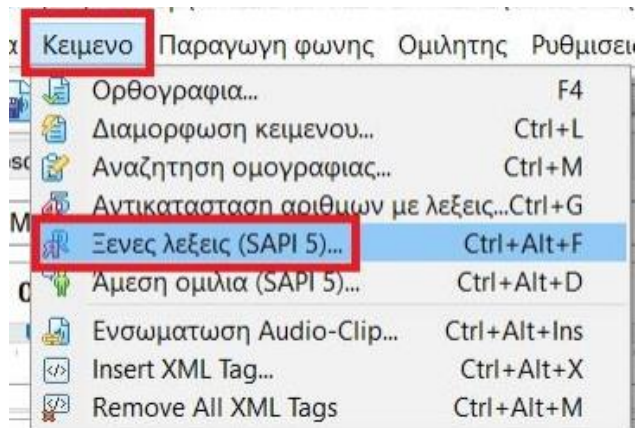 Κειμενο Παραγωγη φωνης Ομιλητης
Ορθογραφια... F4
Διαμορφωση κειμενου... Ctrl+L
Αναζητηση ομογραφιας... Ctrl+M
Αντικατασταση αριθμων με λεξεις...Ctrl+G
Ξενες λεξεις (SAPI 5)... Ctrl+Alt+F
Άμεση ομιλια (SAPI 5)... Ctrl+Alt+D
Ενσωματωση Audio-Clip... Ctrl+Alt+Ins
Insert XML Tag... Ctrl+Alt+X
Remove All XML Tags Ctrl+Alt+M